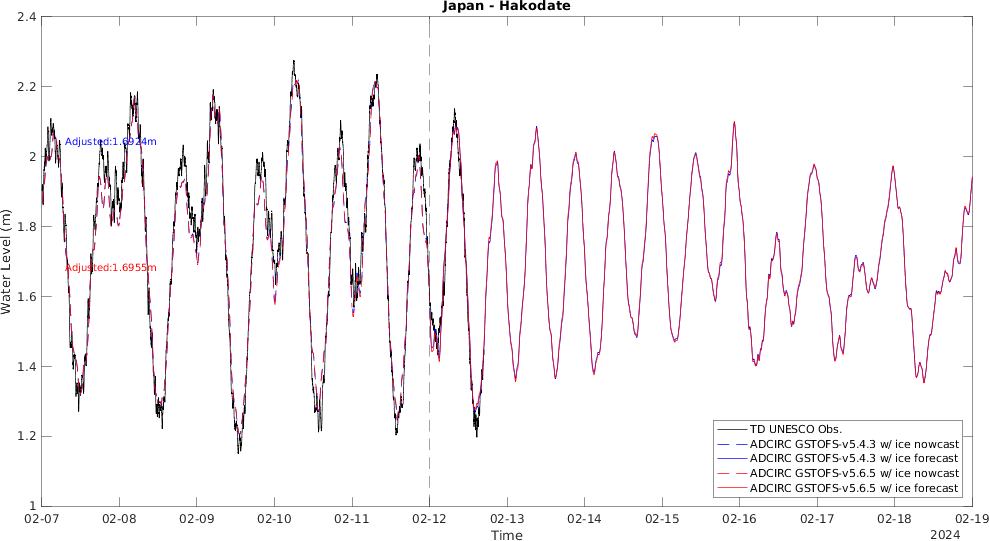 Japan - Hakodate
2.4
2.2
2
1.8
1.6
1.4
1.2
1
Water Level (m)
Adjusted:1.6924m
Adjusted:1.6955m
TD UNESCO Obs.
ADCIRC GSTOFS-v5.4.3 w/ ice nowcast
ADCIRC GSTOFS-v5.4.3 w/ ice forecast
ADCIRC GSTOFS-v5.6.5 w/ ice nowcast
ADCIRC GSTOFS-v5.6.5 w/ ice forecast
02-07 02-08 02-09 02-10 02-11 02-12 02-13 02-14 02-15 02-16 02-17 02-18 02-19
Time
2024